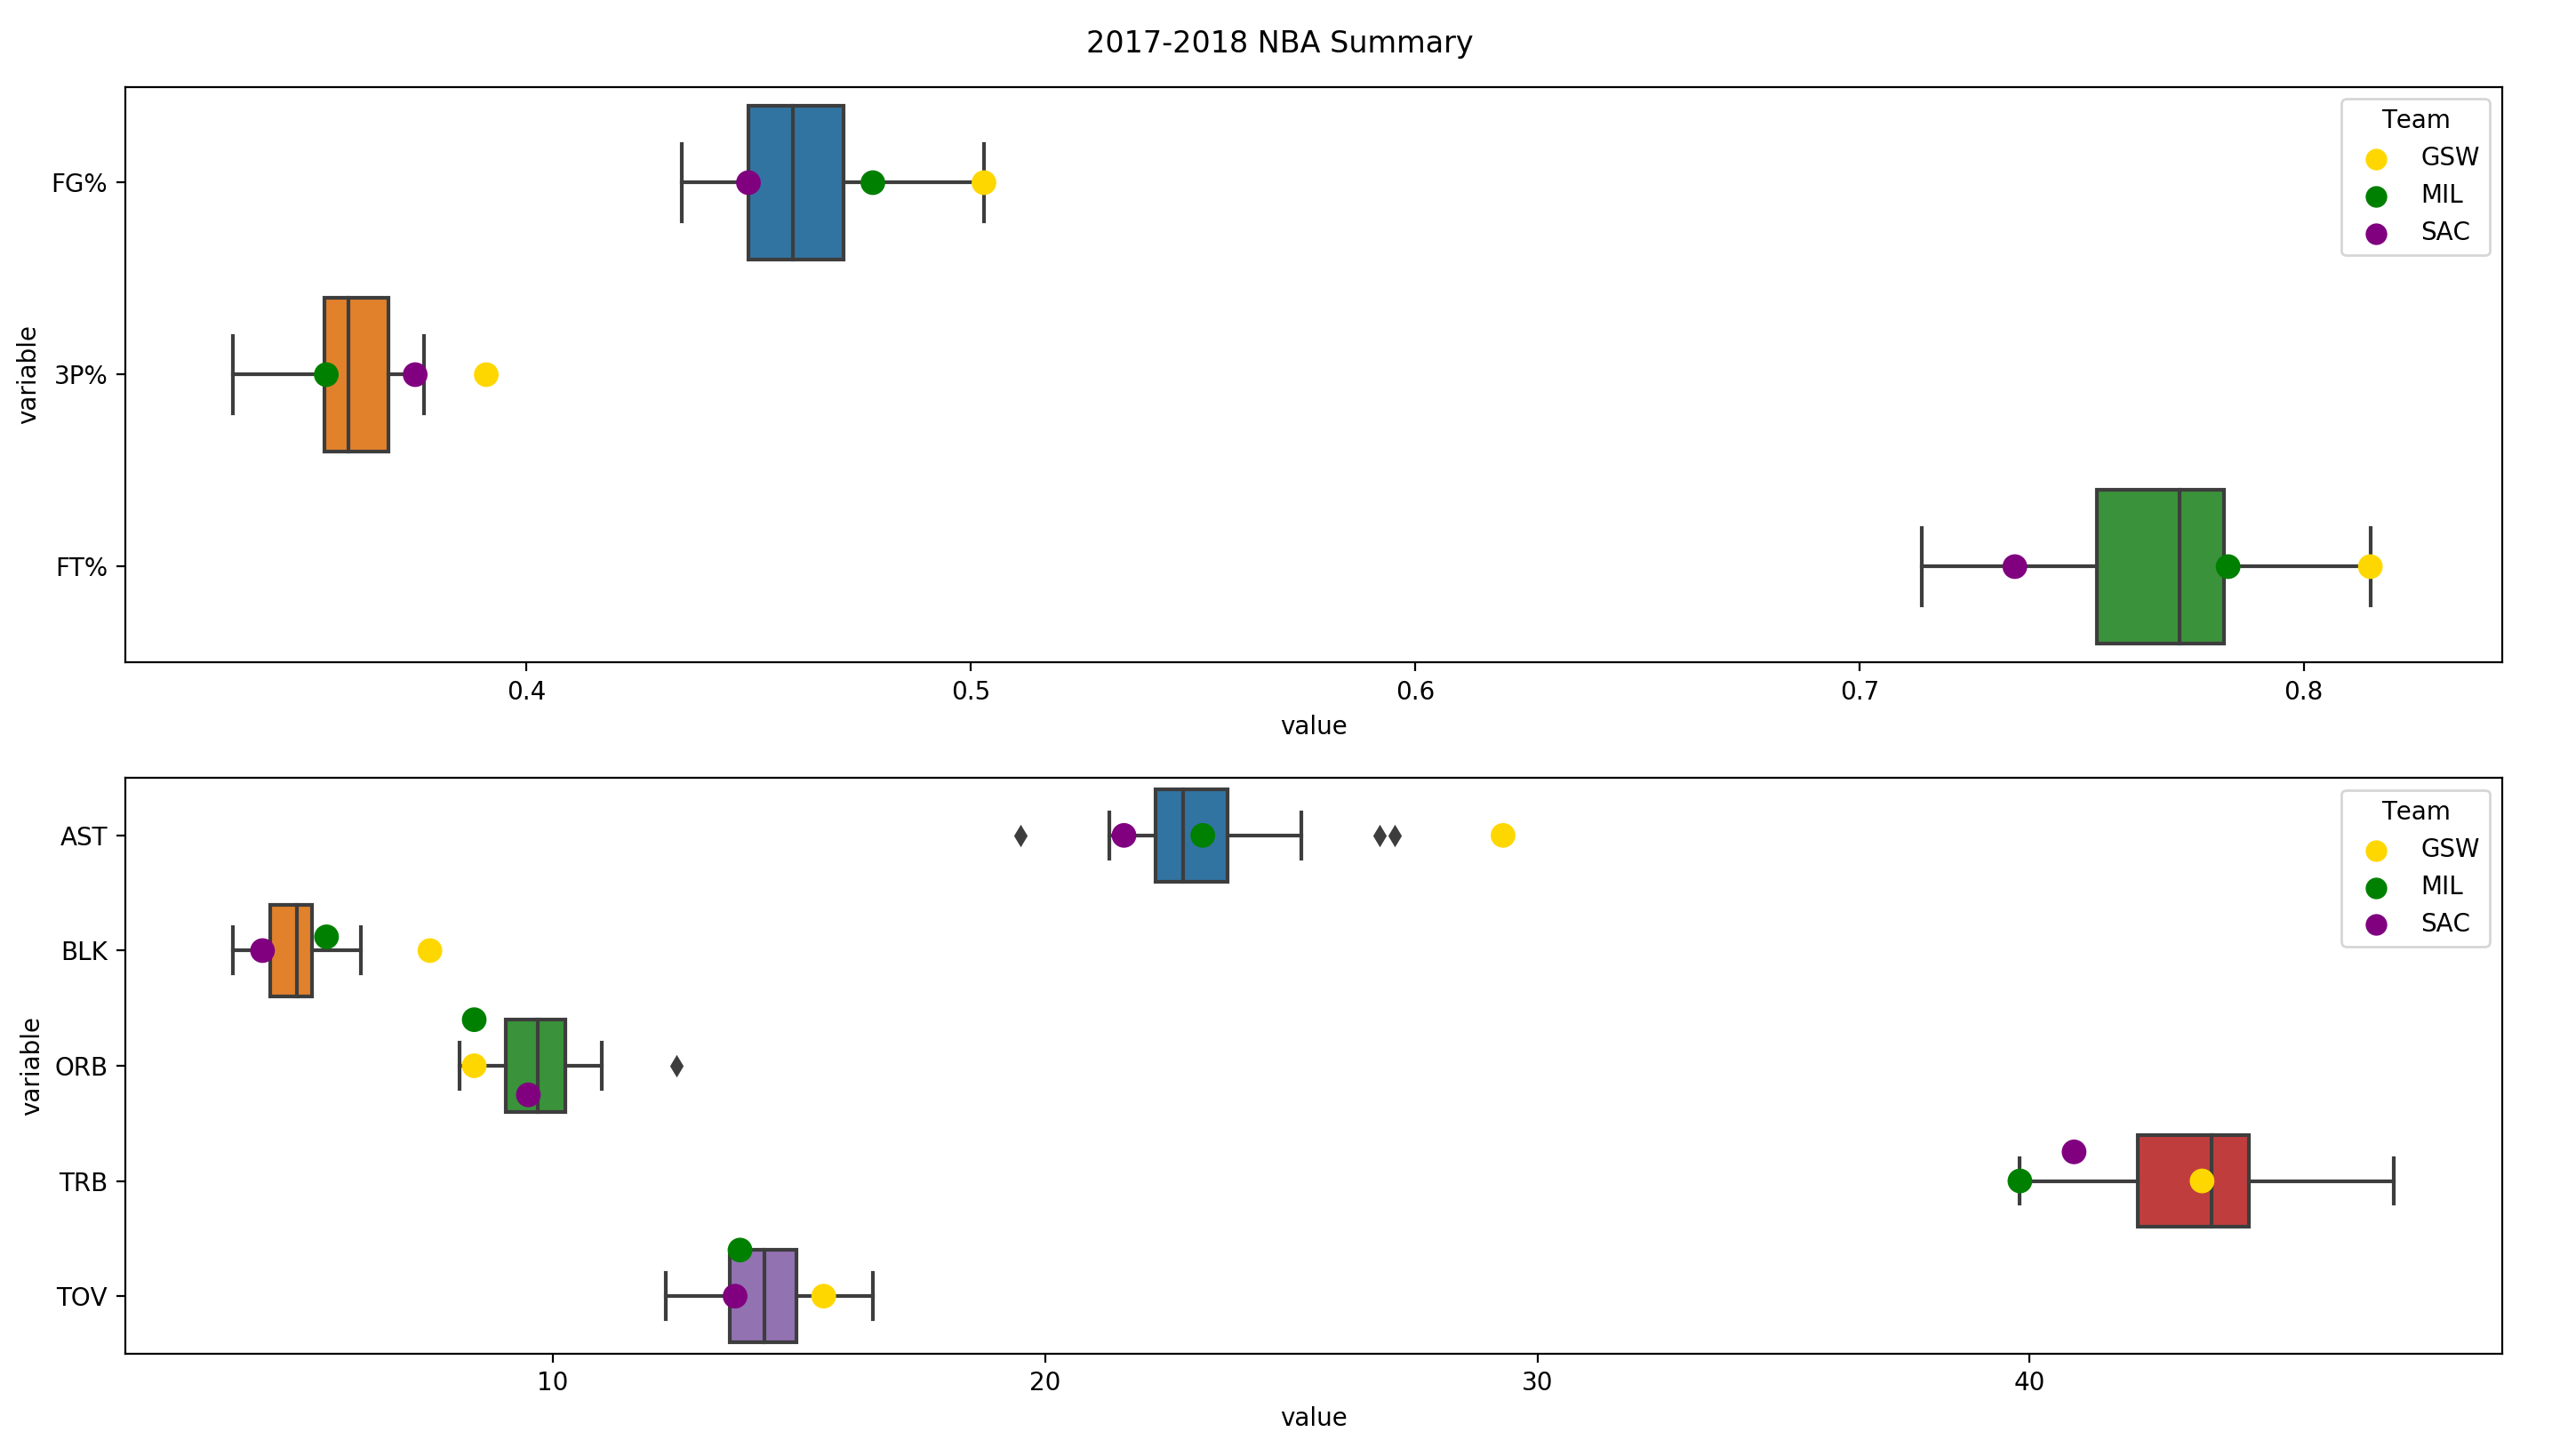 2017-2018 NBA Summary
Team
GSW
MIL
SAC
FG%
3P%
FT%
variable
0.4 0.5 0.6 0.7 0.8
value
Team
GSW
MIL
SAC
AST
BLK
ORB
TRB
TOV
variable
10 20 30 40
value